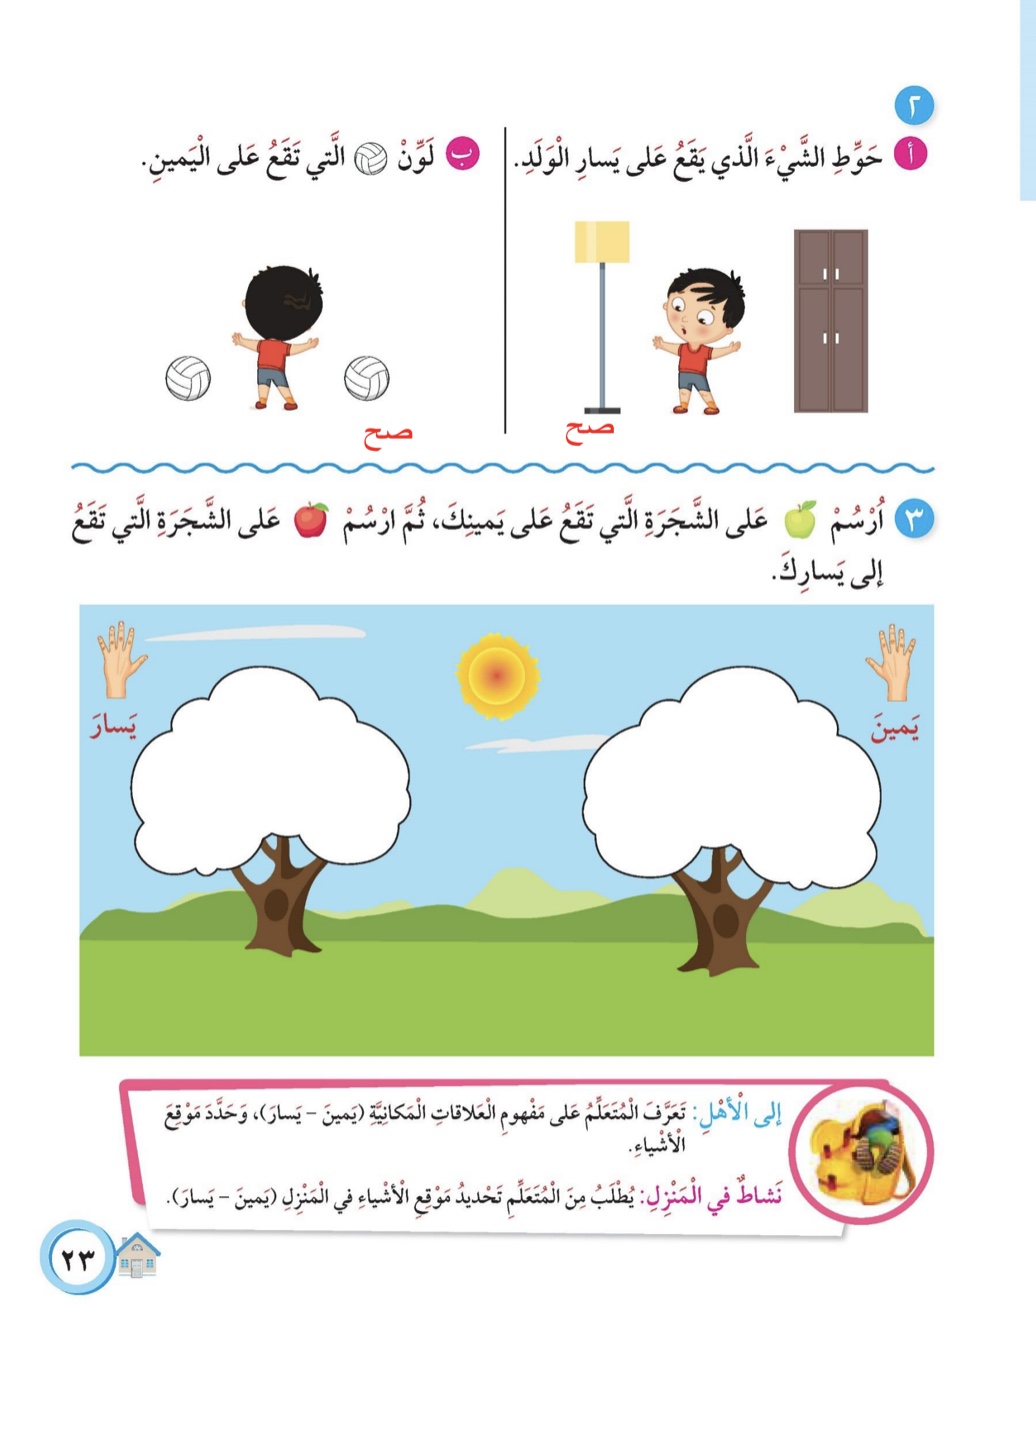 ٢
أ حَوِّطِ الشَّيْءَ الَّذي يَقَعُ عَلى يَسارِ الْوَلَدِ.
صح
ب لَوِّنْ الَّتي تَقَعُ عَلى الْيَمينِ.
صح
٣ اُرْسُمْ عَلى الشَّجَرَةِ الَّتي تَقَعُ عَلى يَمينِكَ، ثُمَّ ارْسُمْ عَلى الشَّجَرَةِ الَّتي تَقَعُ
إلى يَسارِكَ.
يَمينَ
يَسارَ
إلى الْأَهْلِ: تَعَرَّفَ الْمُتَعَلِّمُ عَلى مَفْهومِ الْعَلاقاتِ الْمَكانِيَّةِ (يَمينَ - يَسارَ)، وَحَدَّدَ مَوْقِعَ
الْأَشْياءِ.
نَشاطٌ في الْمَنْزِلِ: يُطْلَبُ مِنَ الْمُتَعَلِّمِ تَحْديدُ مَوْقِعِ الْأَشْياءِ في الْمَنْزِلِ (يَمينَ - يَسارَ).
٢٣